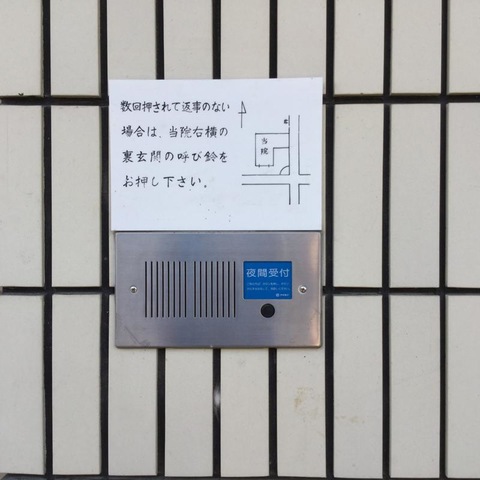 数回押されて返事のない
場合は、当院右横の
裏玄関の呼び鈴を
お押し下さい。
当院
夜間受付